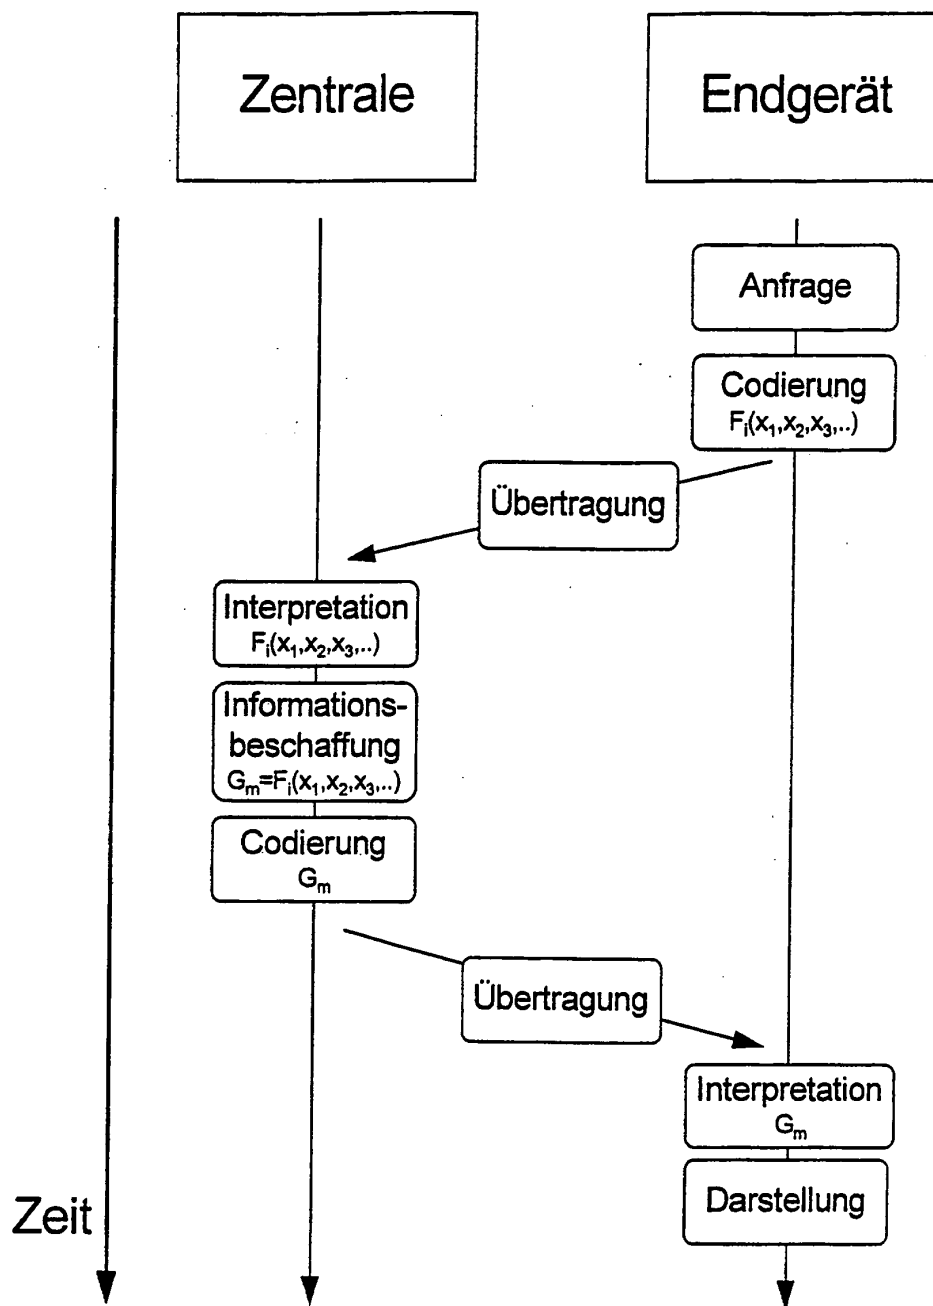 Zentrale
Endgerät
Anfrage
Codierung
Fᵢ(x₁,x₂,x₃,..)
Übertragung
Interpretation
Fᵢ(x₁,x₂,x₃,..)
Informations-
beschaffung
Gₘ=Fᵢ(x₁,x₂,x₃,..)
Codierung
Gₘ
Übertragung
Interpretation
Gₘ
Darstellung
Zeit